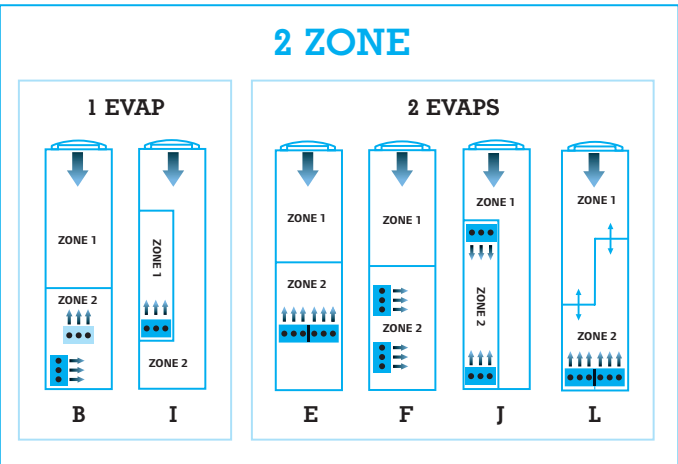 2 ZONE
1 EVAP
ZONE 1
ZONE 2
B
ZONE 1
ZONE 2
I
2 EVAPS
ZONE 1
ZONE 2
E
ZONE 1
ZONE 2
F
ZONE 1
ZONE 2
J
ZONE 1
ZONE 2
L